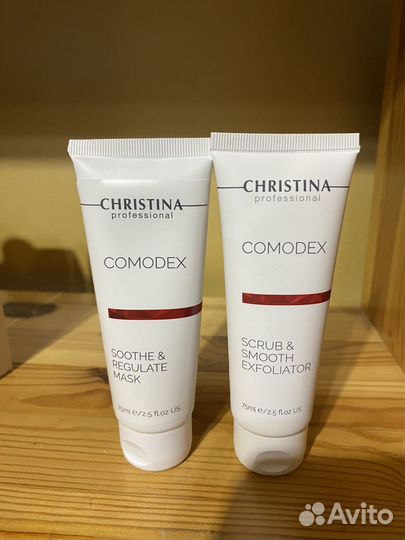 CHRISTINA
professional
COMODEX
SOOTHE &
REGULATE
MASK
75ml e/2.5 fl.oz US
CHRISTINA
professional
COMODEX
SCRUB &
SMOOTH
EXFOLIATOR
75ml e/2.5 fl.oz US
Avito